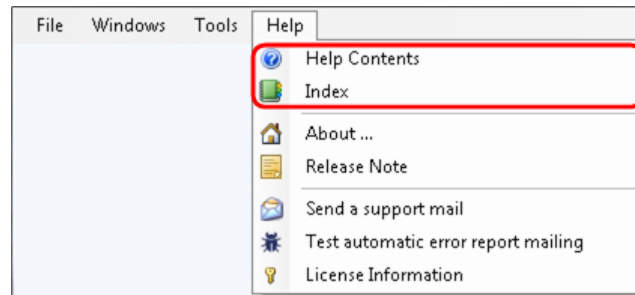 File Windows Tools Help
Help Contents
Index
About ...
Release Note
Send a support mail
Test automatic error report mailing
License Information